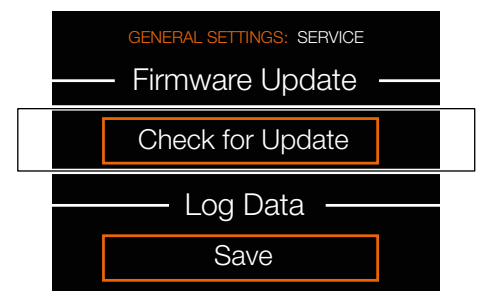 GENERAL SETTINGS: SERVICE
Firmware Update
Check for Update
Log Data
Save